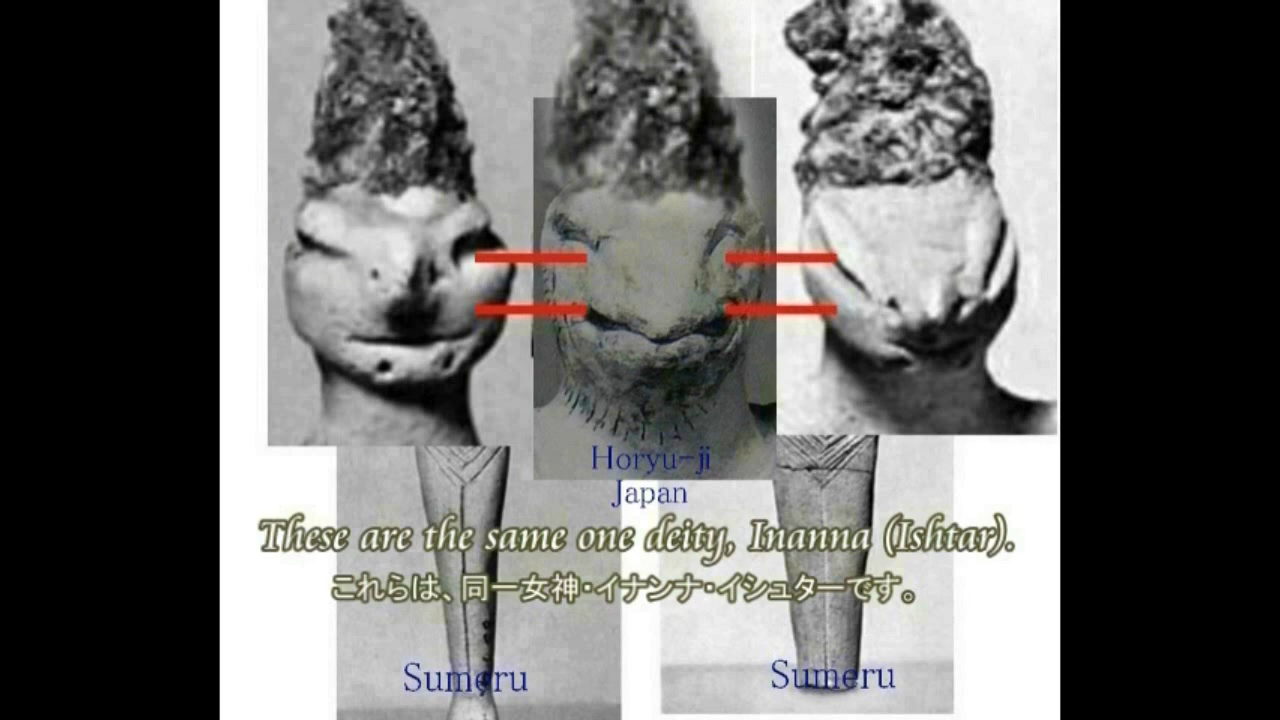 Horyu-ji
Japan
These are the same one deity, Inanna (Ishtar).
これらは、同一女神・イナンナ・イシュターです。
Sumeru
Sumeru